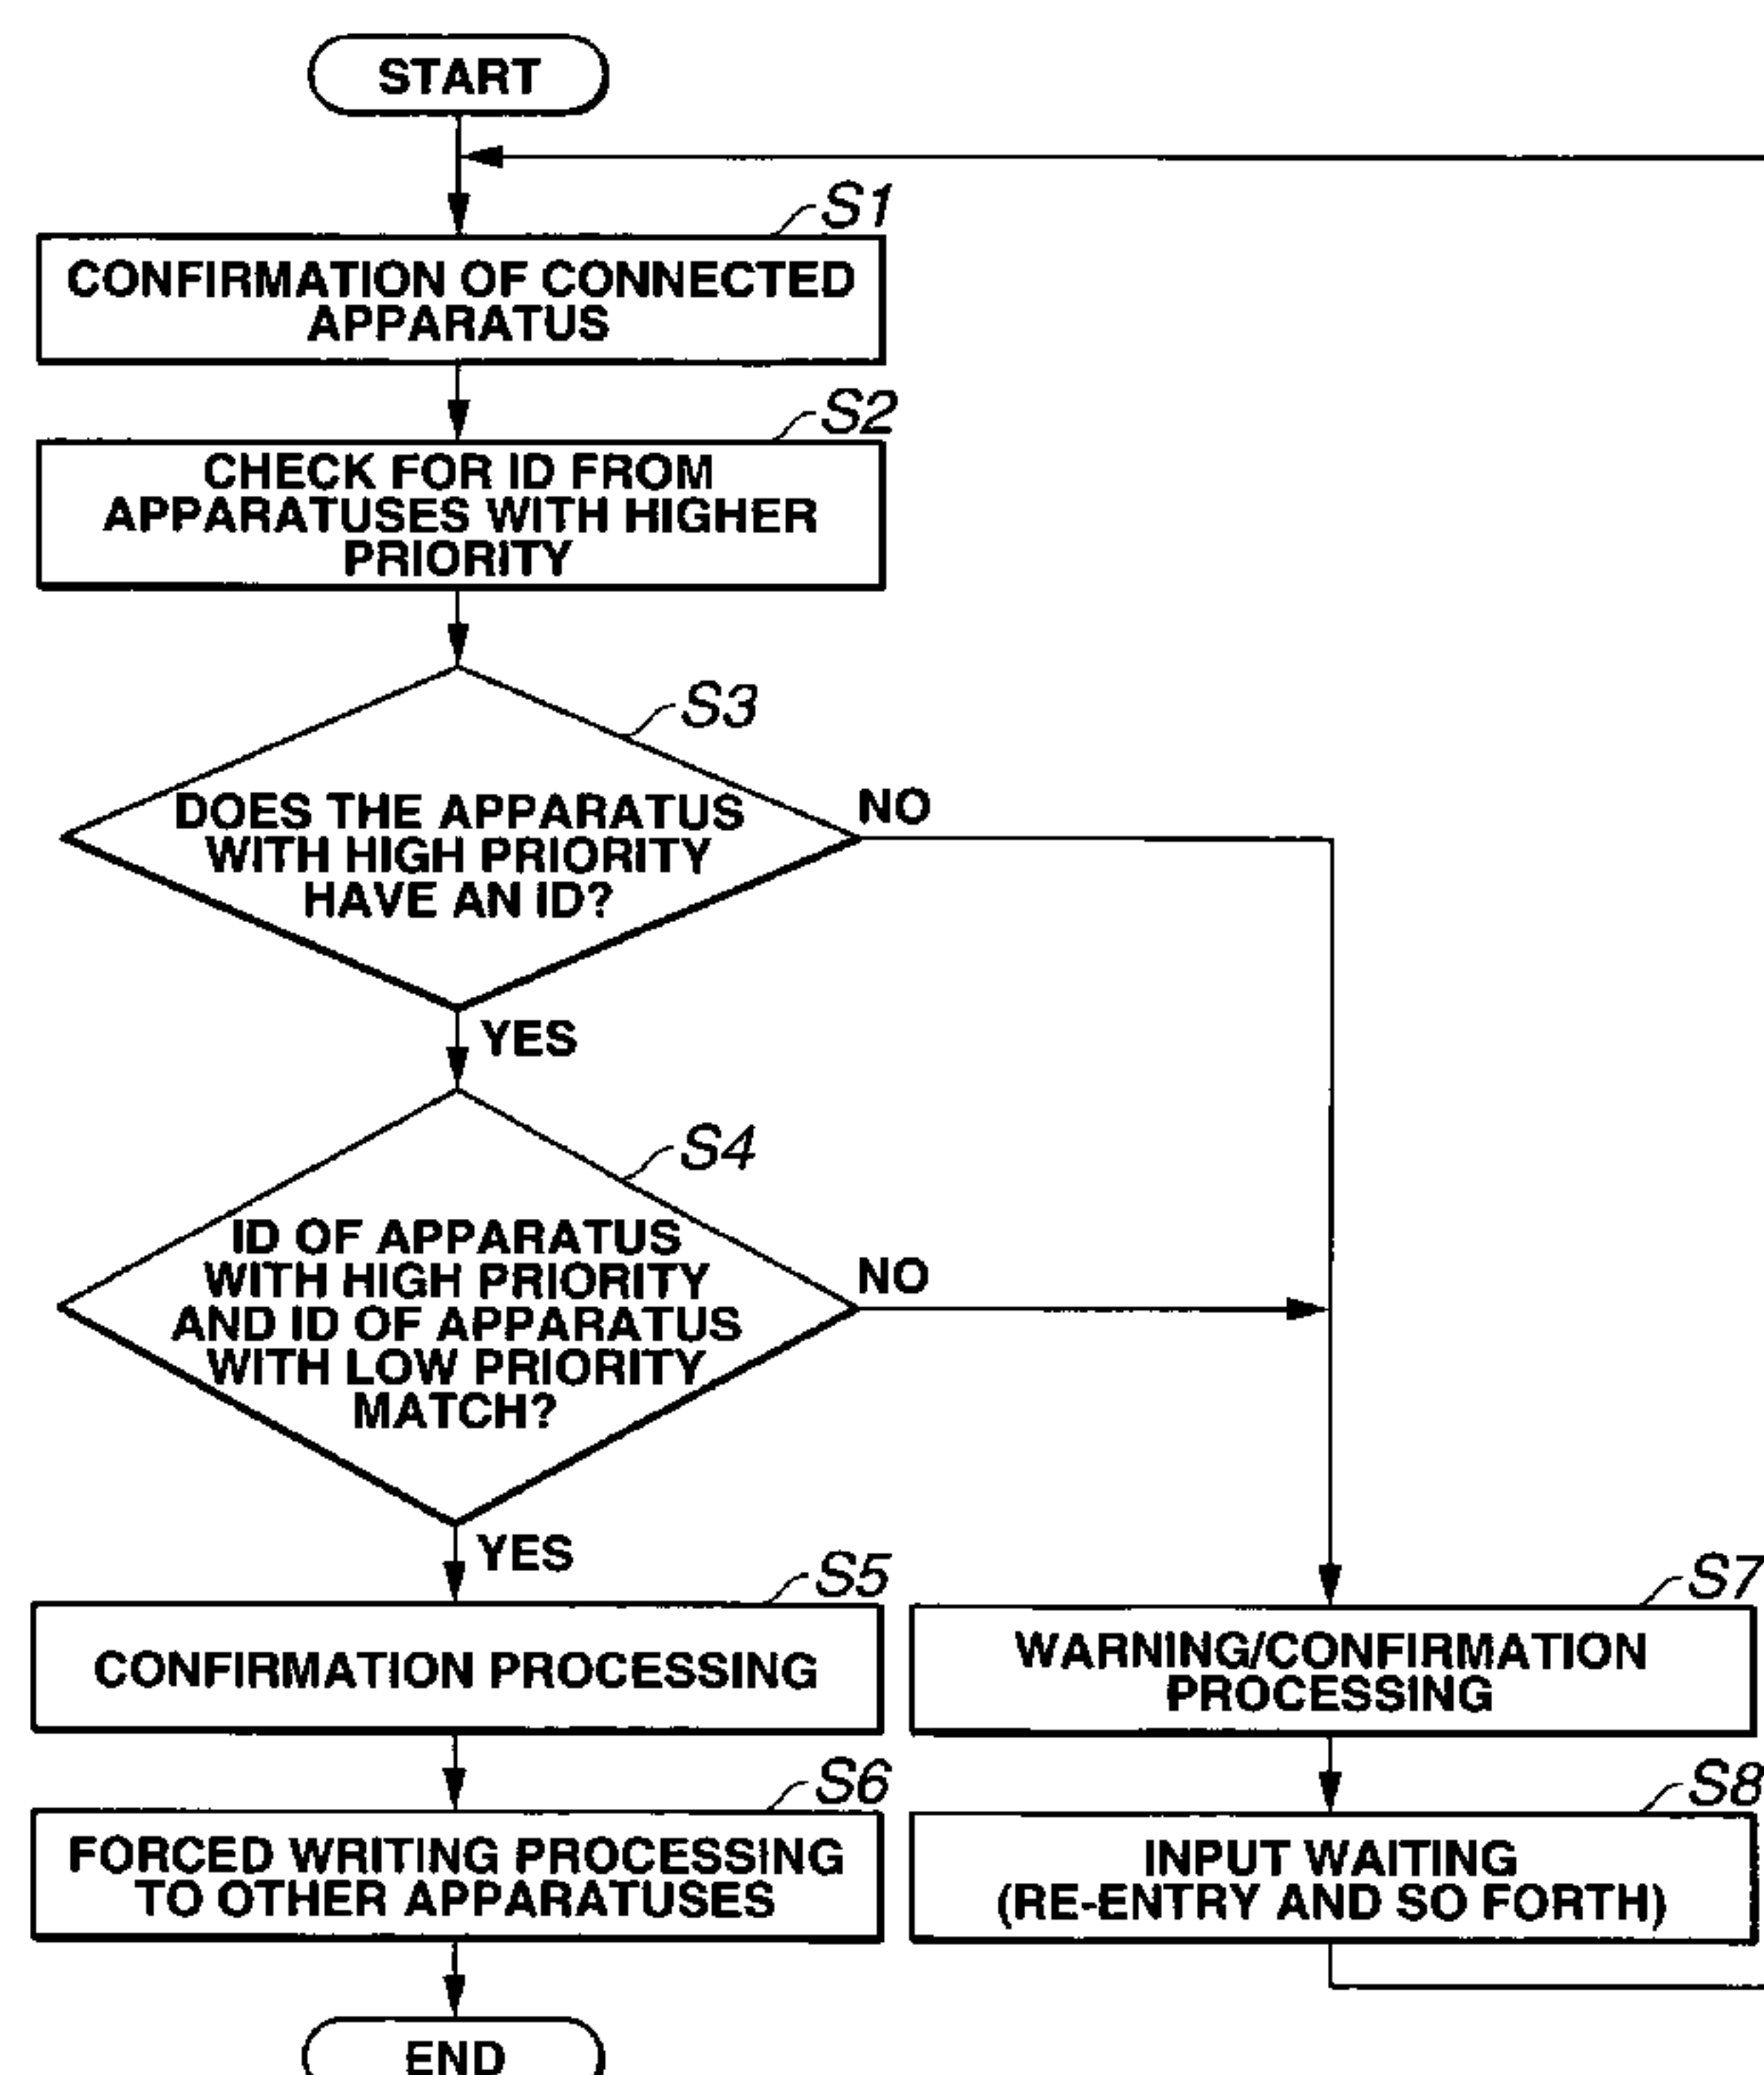 START
S1
CONFIRMATION OF CONNECTED
APPARATUS
S2
CHECK FOR ID FROM
APPARATUSES WITH HIGHER
PRIORITY
S3
DOES THE APPARATUS
WITH HIGH PRIORITY
HAVE AN ID?
NO
YES
S4
ID OF APPARATUS
WITH HIGH PRIORITY
AND ID OF APPARATUS
WITH LOW PRIORITY
MATCH?
NO
YES
S5
CONFIRMATION PROCESSING
S7
WARNING/CONFIRMATION
PROCESSING
S6
FORCED WRITING PROCESSING
TO OTHER APPARATUSES
S8
INPUT WAITING
(RE-ENTRY AND SO FORTH)
END